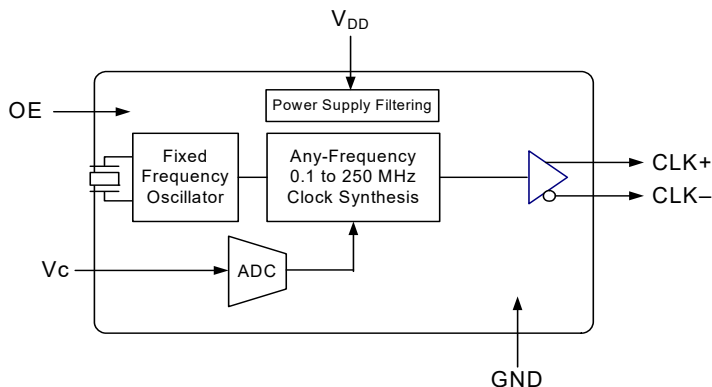 V_DD
OE
Power Supply Filtering
Fixed
Frequency
Oscillator
Any-Frequency
0.1 to 250 MHz
Clock Synthesis
CLK+
CLK–
Vc
ADC
GND